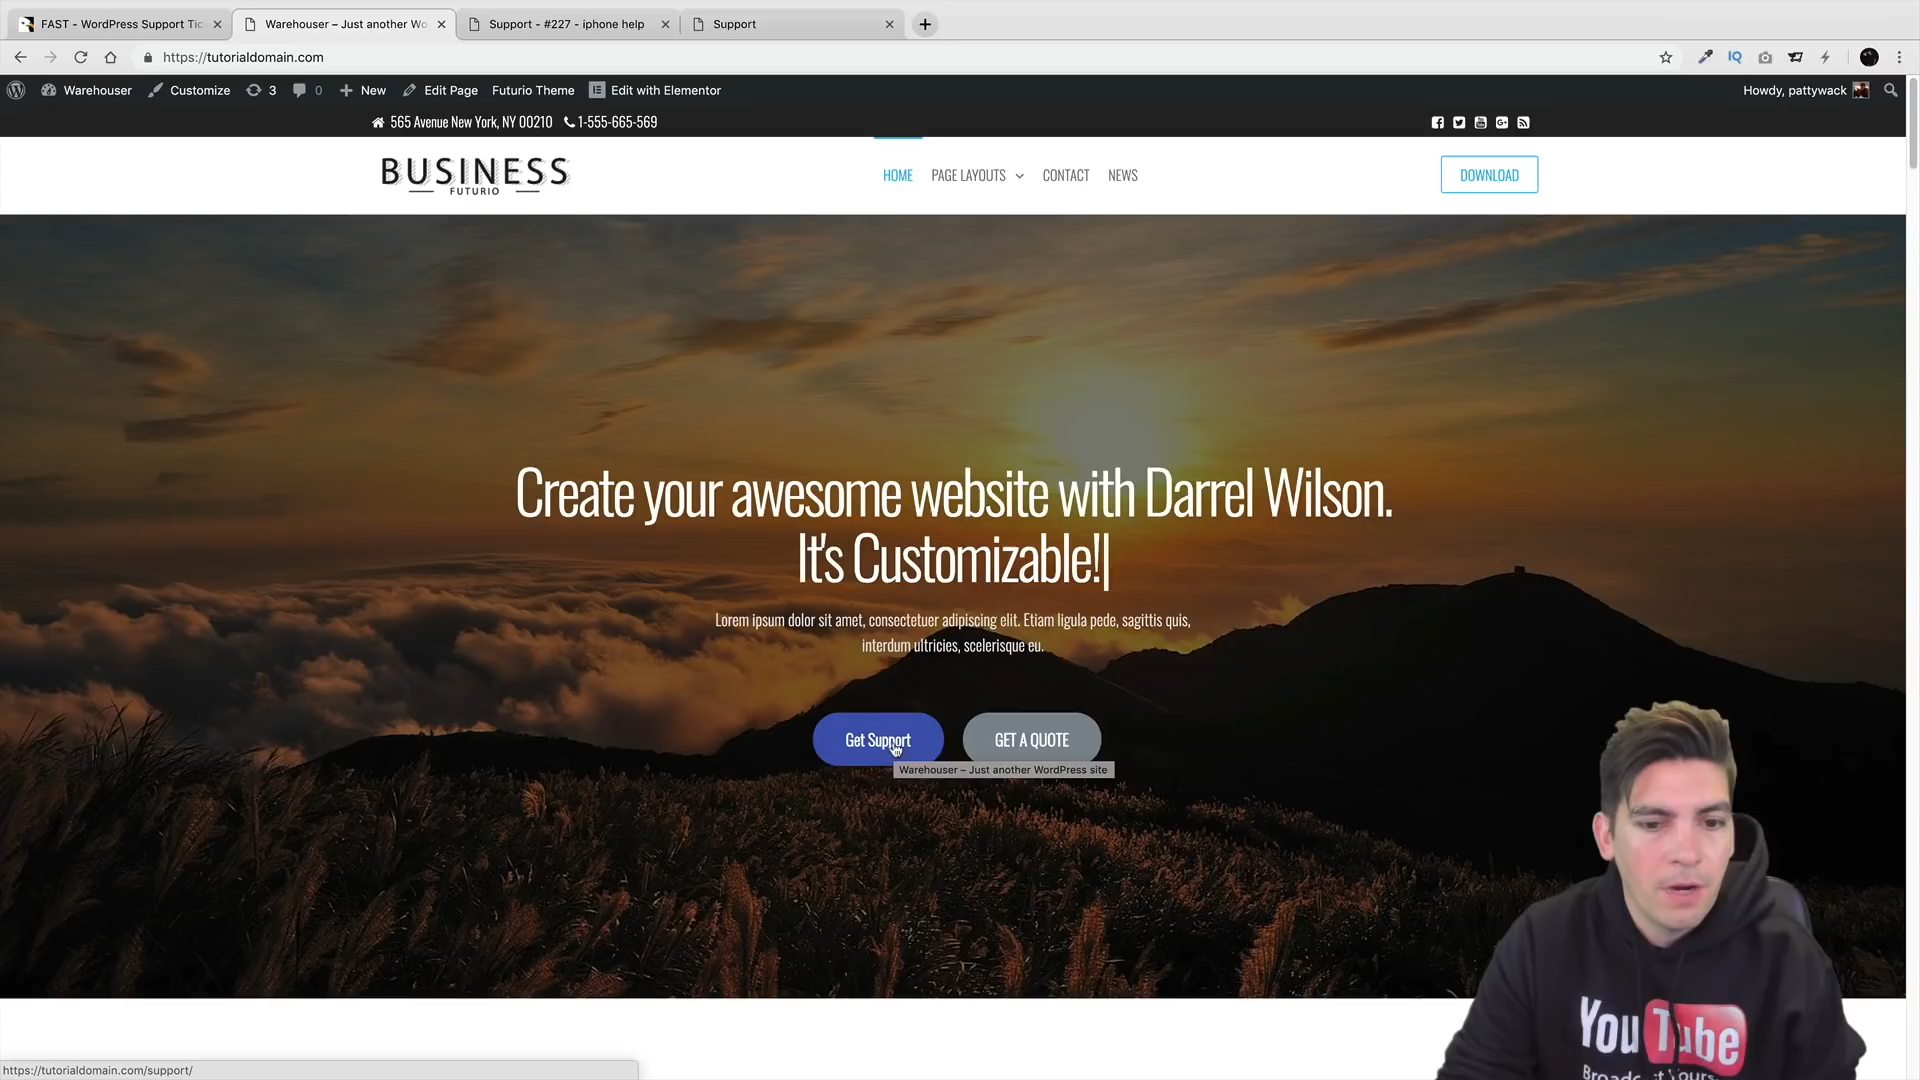 FAST - WordPress Support Tic
Warehouser – Just another Wo
Support - #227 - iphone help
Support
https://tutorialdomain.com
IQ
Warehouser
Customize
3
0
New
Edit Page
Futurio Theme
Edit with Elementor
Howdy, pattywack
565 Avenue New York, NY 00210
1-555-665-569
BUSINESS
FUTURIO
HOME
PAGE LAYOUTS
CONTACT
NEWS
DOWNLOAD
Create your awesome website with Darrel Wilson.
It's Customizable!|
Lorem ipsum dolor sit amet, consectetuer adipiscing elit. Etiam ligula pede, sagittis quis,
interdum ultricies, scelerisque eu.
Get Support
GET A QUOTE
Warehouser – Just another WordPress site
YouTube
https://tutorialdomain.com/support/